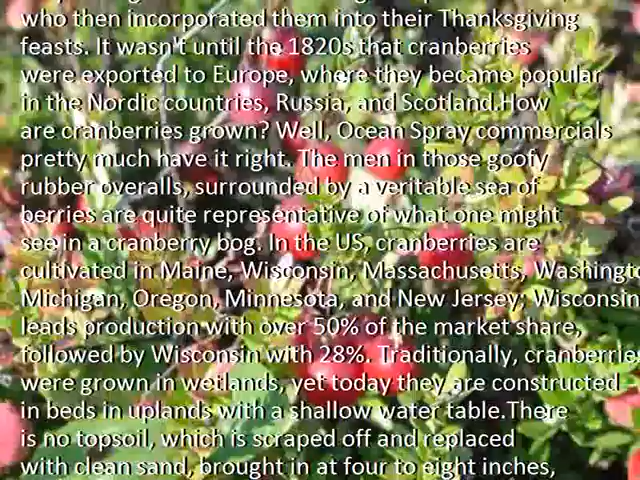 who then incorporated them into their Thanksgiving
feasts. It wasn't until the 1820s that cranberries
were exported to Europe, where they became popular
in the Nordic countries, Russia, and Scotland.How
are cranberries grown? Well, Ocean Spray commercials
pretty much have it right. The men in those goofy
rubber overalls, surrounded by a veritable sea of
berries are quite representative of what one might
see in a cranberry bog. In the US, cranberries are
cultivated in Maine, Wisconsin, Massachusetts, Washingto
Michigan, Oregon, Minnesota, and New Jersey; Wisconsin
leads production with over 50% of the market share,
followed by Wisconsin with 28%. Traditionally, cranberries
were grown in wetlands, yet today they are constructed
in beds in uplands with a shallow water table.There
is no topsoil, which is scraped off and replaced
with clean sand, brought in at four to eight inches,